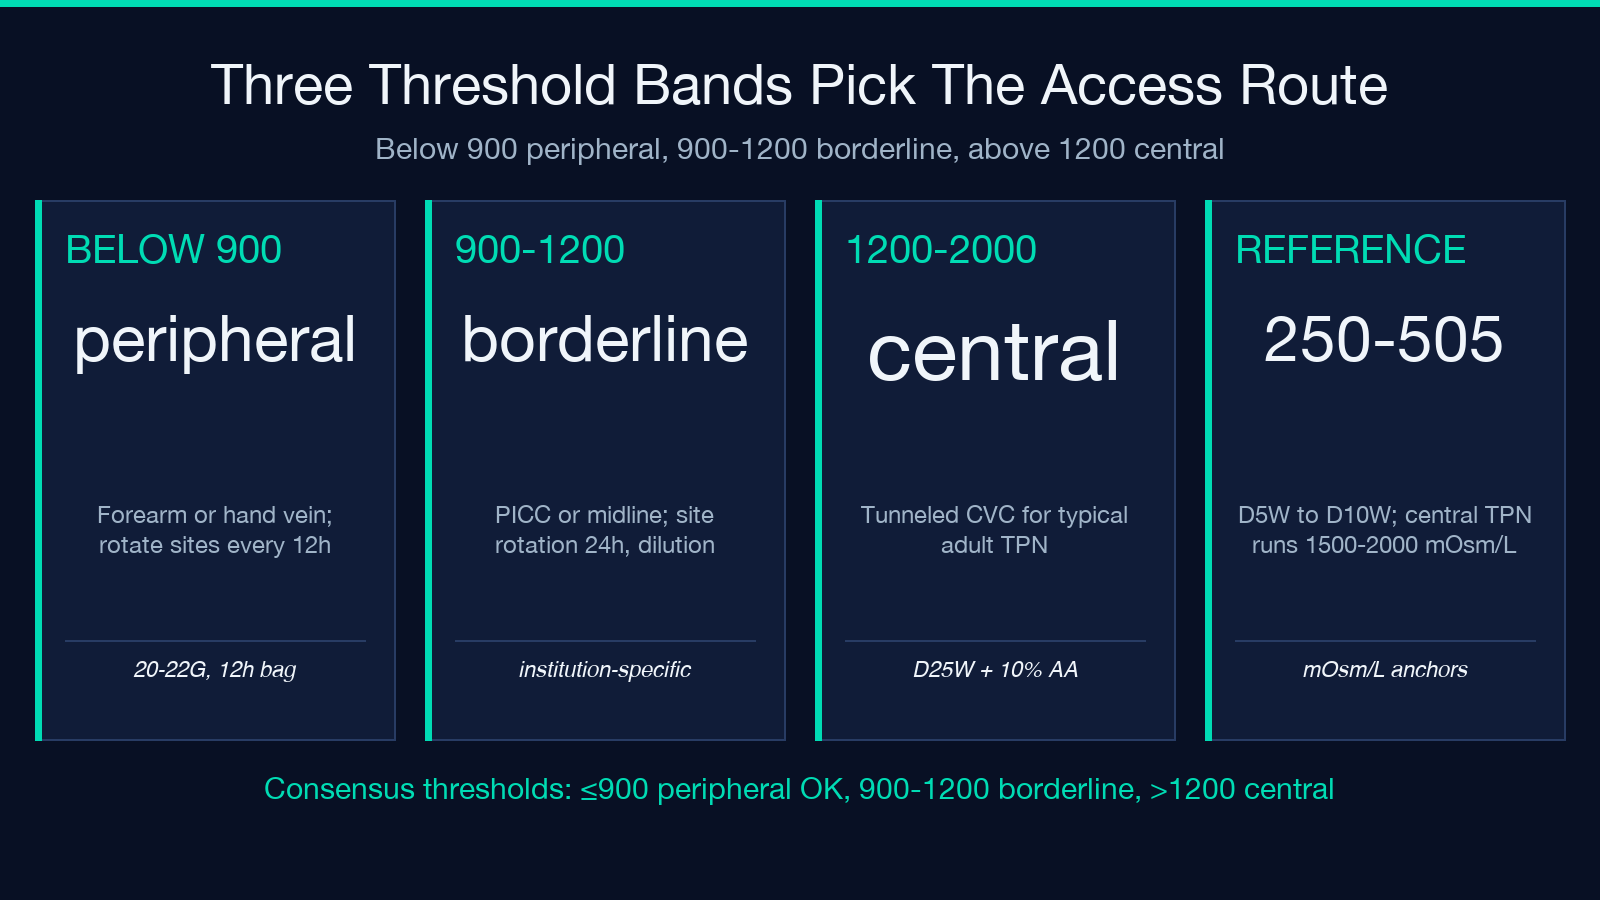 Three Threshold Bands Pick The Access Route
Below 900 peripheral, 900-1200 borderline, above 1200 central
BELOW 900
peripheral
Forearm or hand vein;
rotate sites every 12h
20-22G, 12h bag
900-1200
borderline
PICC or midline; site
rotation 24h, dilution
institution-specific
1200-2000
central
Tunneled CVC for typical
adult TPN
D25W + 10% AA
REFERENCE
250-505
D5W to D10W; central TPN
runs 1500-2000 mOsm/L
mOsm/L anchors
Consensus thresholds: ≤900 peripheral OK, 900-1200 borderline, >1200 central